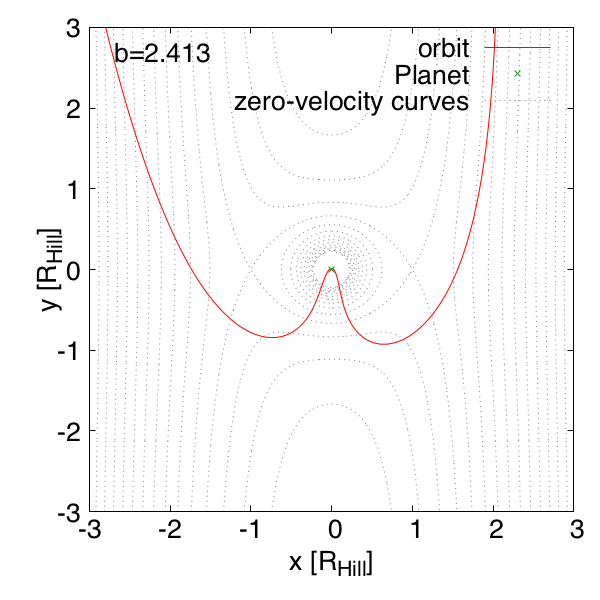 b=2.413
orbit
Planet
zero-velocity curves
3
2
1
0
-1
-2
-3
y [R_Hill]
-3
-2
-1
0
1
2
3
x [R_Hill]